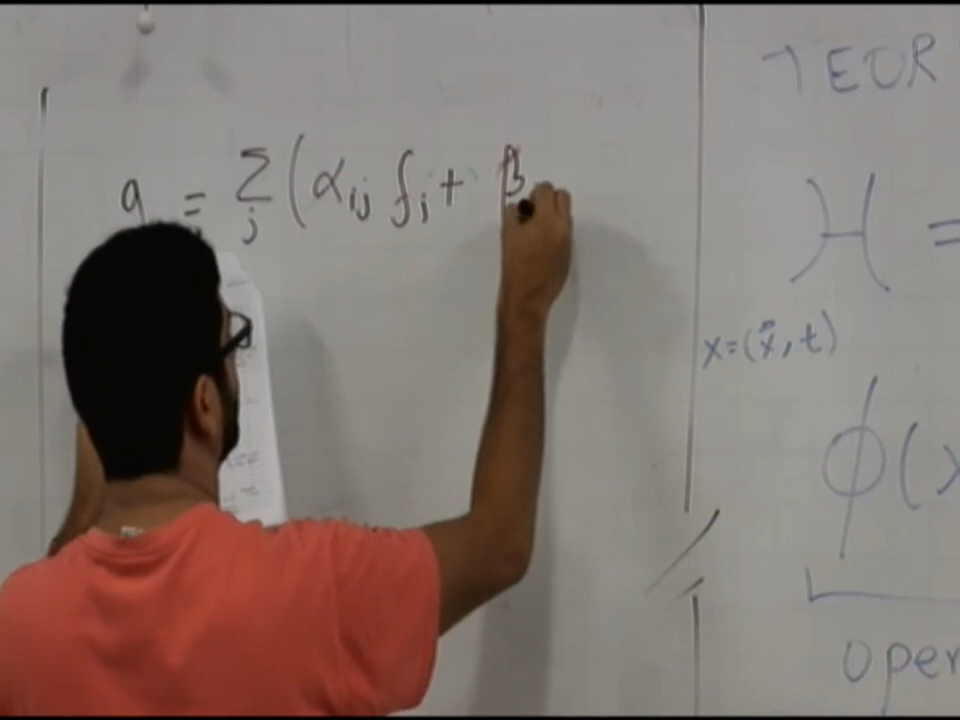 g = Σ_j ( α_ij f_j + β
TEOR
H =
x=(x̄, t)
ϕ(x
oper